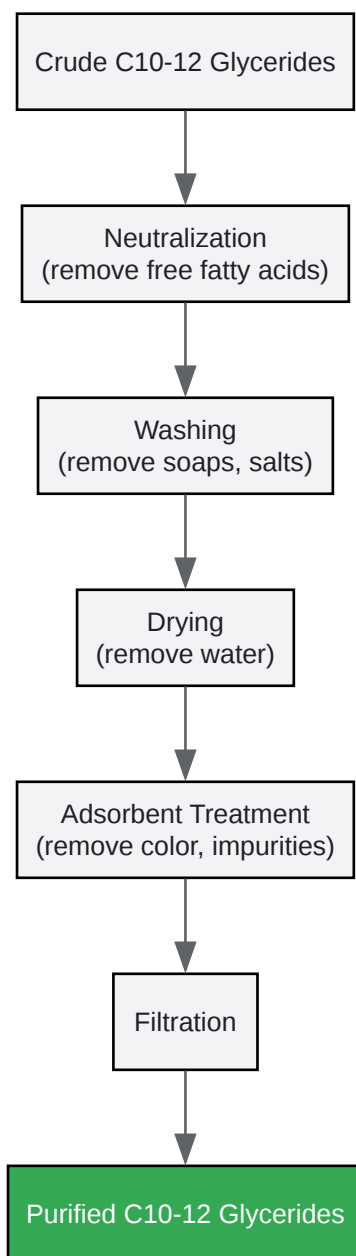 Crude C10-12 Glycerides
Neutralization
(remove free fatty acids)
Washing
(remove soaps, salts)
Drying
(remove water)
Adsorbent Treatment
(remove color, impurities)
Filtration
Purified C10-12 Glycerides